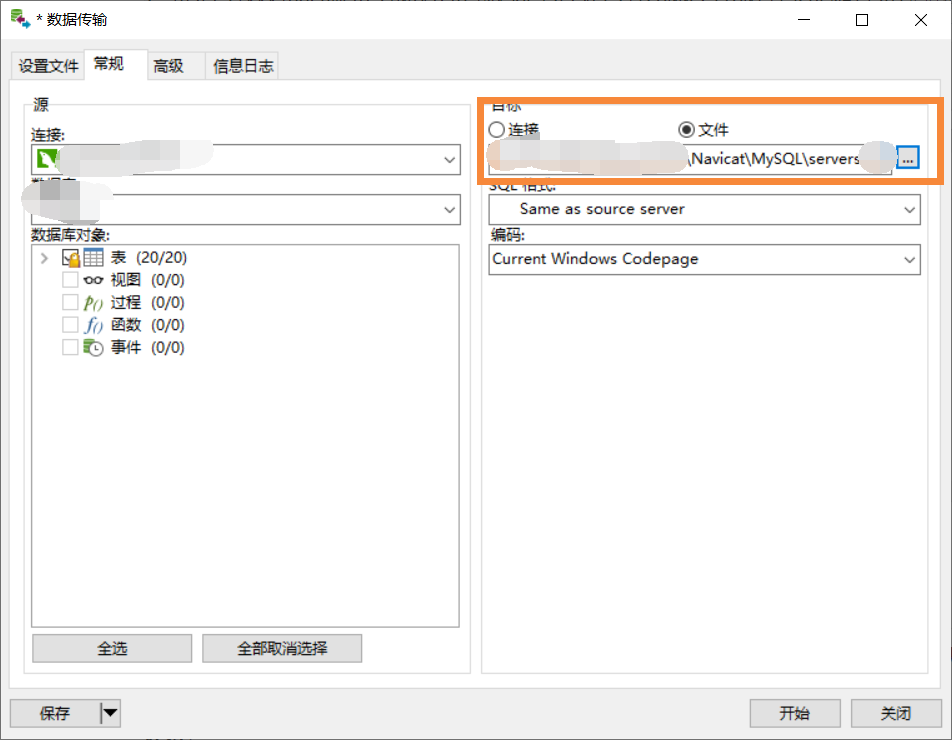 * 数据传输
设置文件 常规 高级 信息日志
源
连接:
数据库对象:
表 (20/20)
视图 (0/0)
过程 (0/0)
函数 (0/0)
事件 (0/0)
全选 全部取消选择
目标
连接 文件
\Navicat\MySQL\servers
...
SQL 格式:
Same as source server
编码:
Current Windows Codepage
保存 开始 关闭